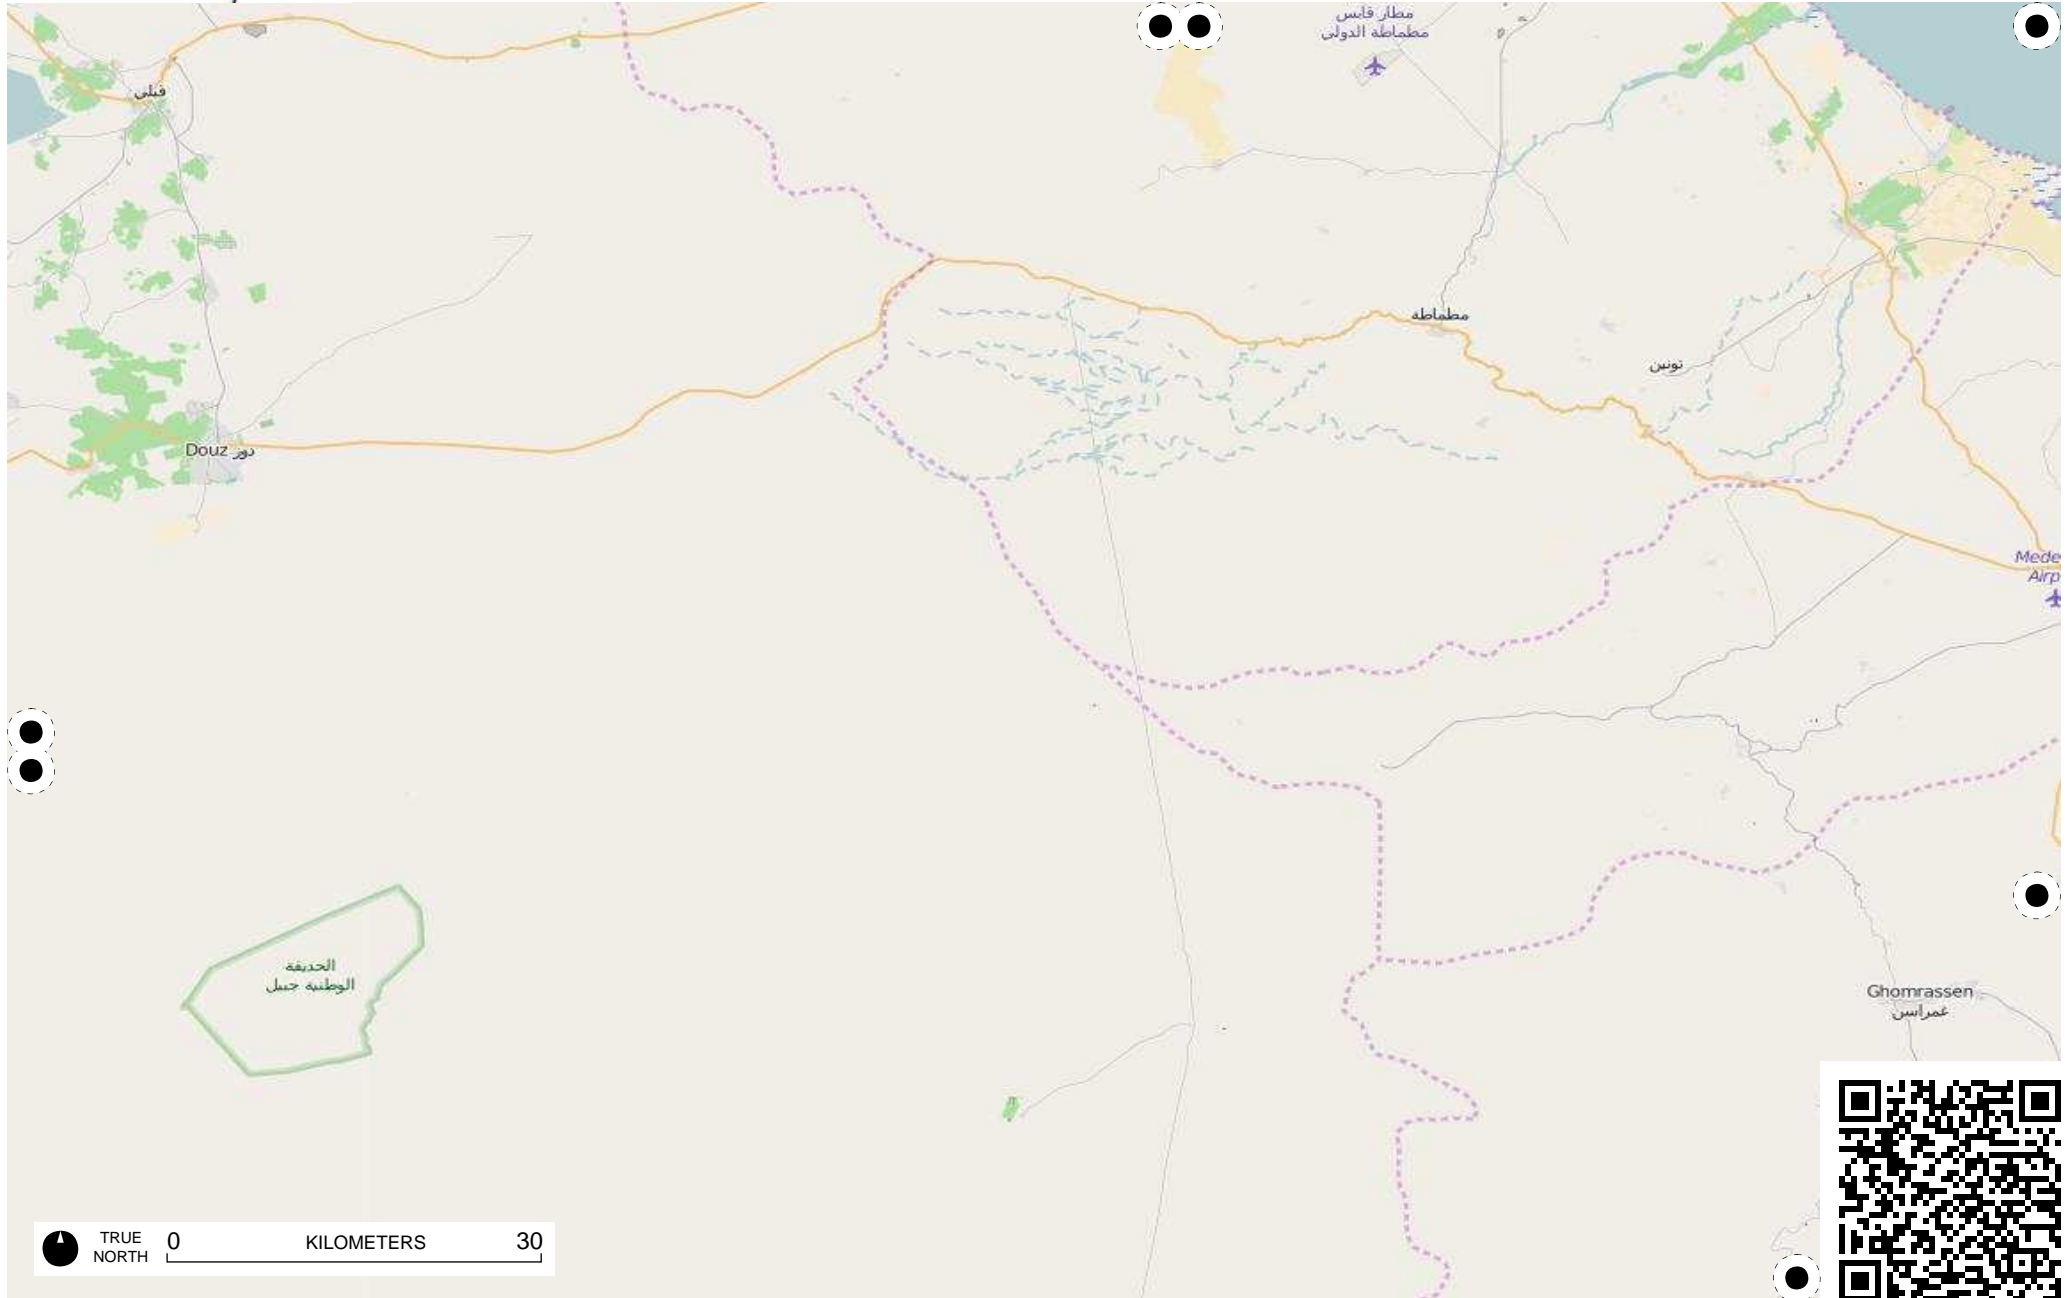 مطار قابس
مطماطة الدولي
قبلي
مطماطة
تونين
Douz دوز
Mede
Airp
الحديقة
الوطنية جبيل
Ghomrassen
غمراسن
TRUE
NORTH
0 KILOMETERS 30